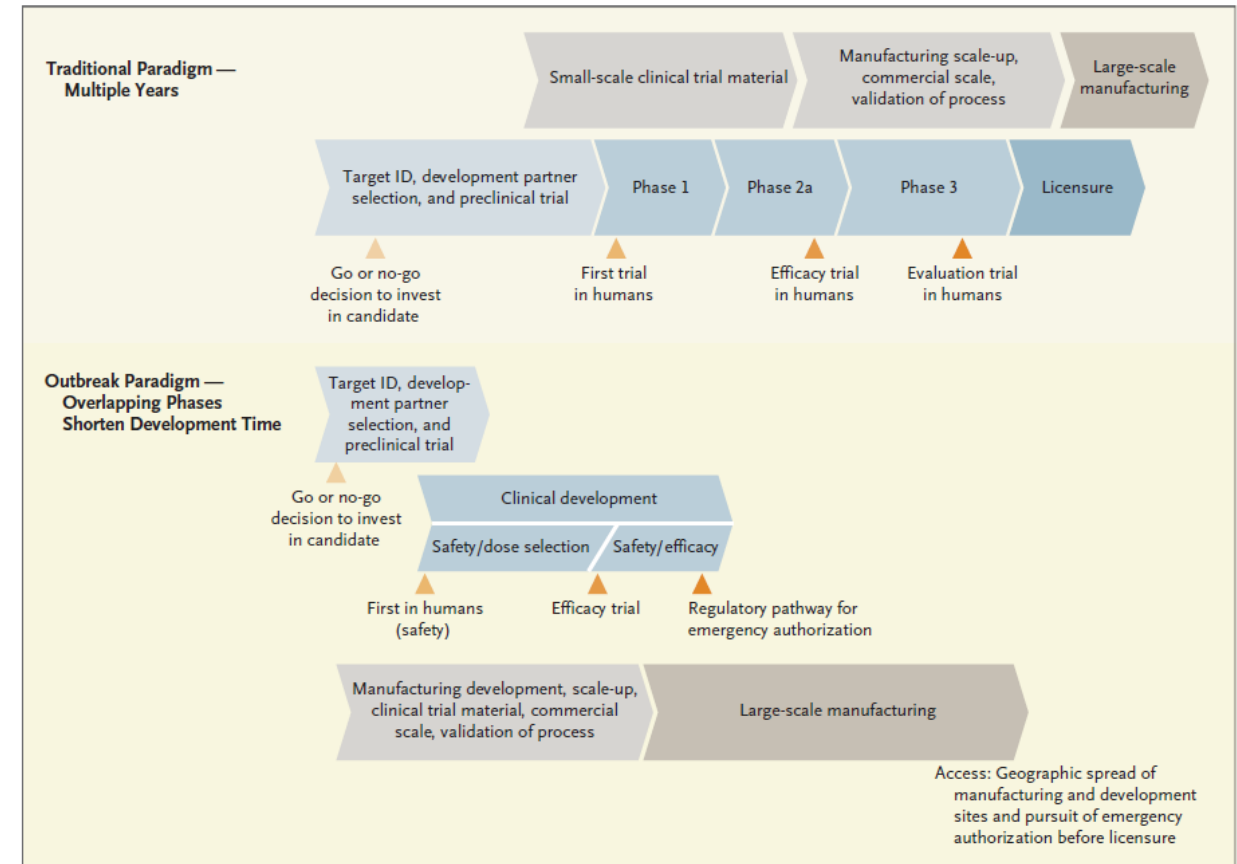 Traditional Paradigm —
Multiple Years
Small-scale clinical trial material
Manufacturing scale-up,
commercial scale,
validation of process
Large-scale
manufacturing
Target ID, development partner
selection, and preclinical trial
Phase 1
Phase 2a
Phase 3
Licensure
Go or no-go
decision to invest
in candidate
First trial
in humans
Efficacy trial
in humans
Evaluation trial
in humans
Outbreak Paradigm —
Overlapping Phases
Shorten Development Time
Target ID, develop-
ment partner
selection, and
preclinical trial
Go or no-go
decision to invest
in candidate
Clinical development
Safety/dose selection
Safety/efficacy
First in humans
(safety)
Efficacy trial
Regulatory pathway for
emergency authorization
Manufacturing development, scale-up,
clinical trial material, commercial
scale, validation of process
Large-scale manufacturing
Access: Geographic spread of
manufacturing and development
sites and pursuit of emergency
authorization before licensure